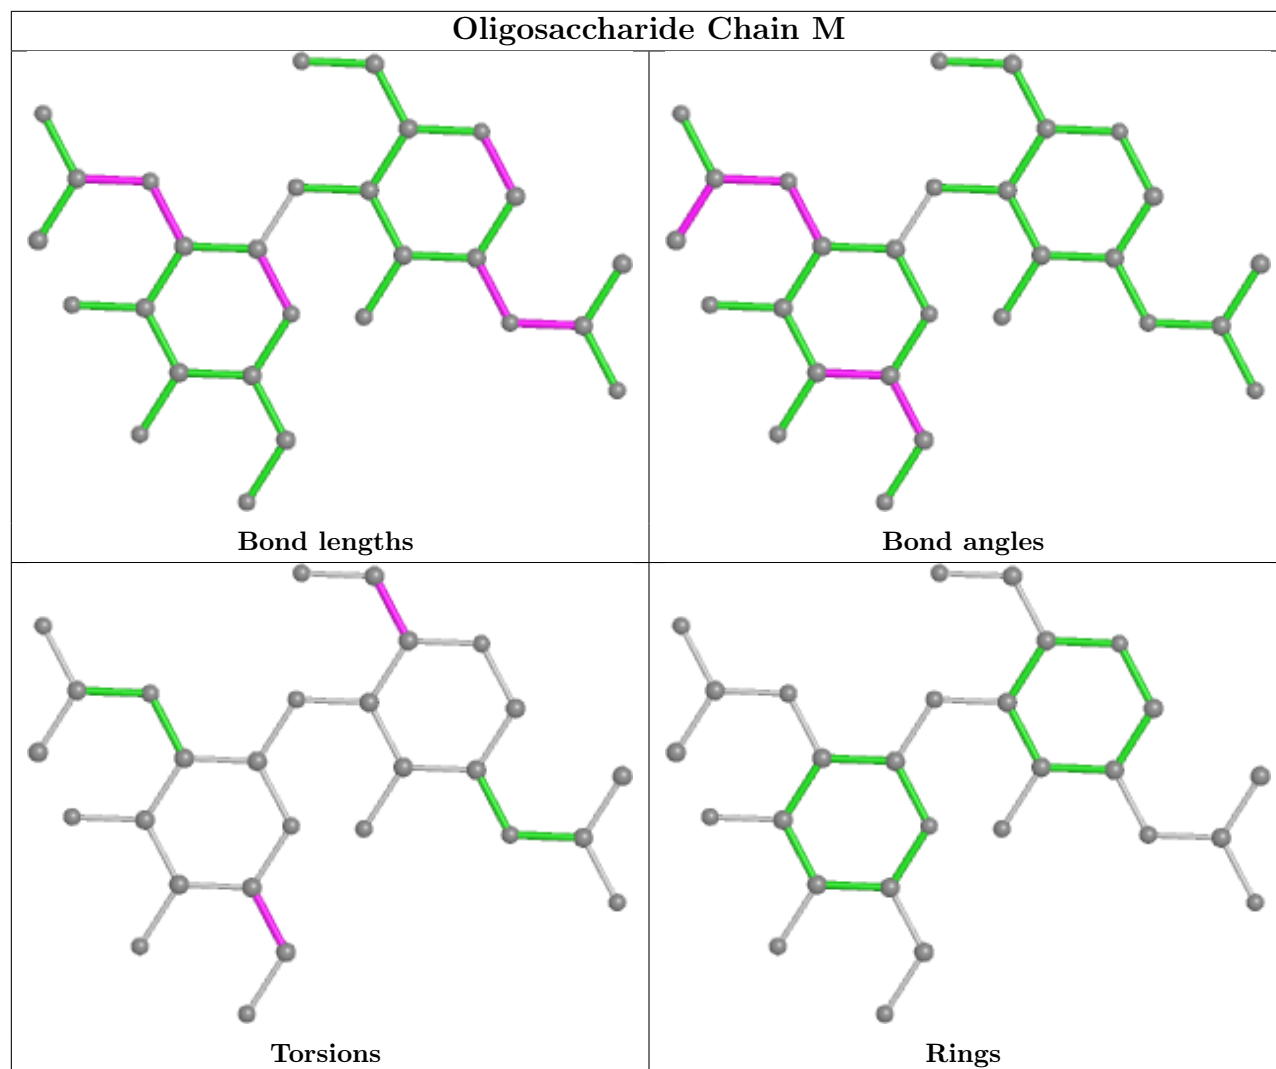 Oligosaccharide Chain M
Bond lengths
Bond angles
Torsions
Rings